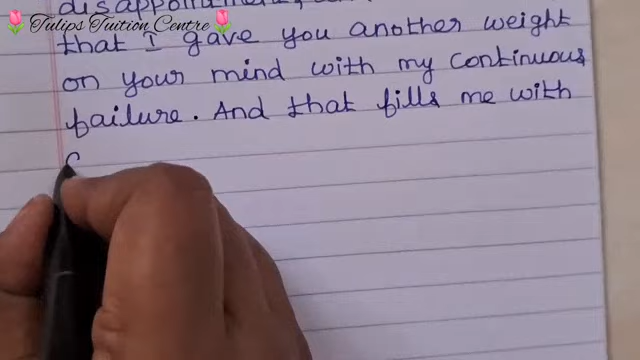 disappointment,
Tulips Tuition Centre
that I gave you another weight
on your mind with my continuous
failure. And that fills me with